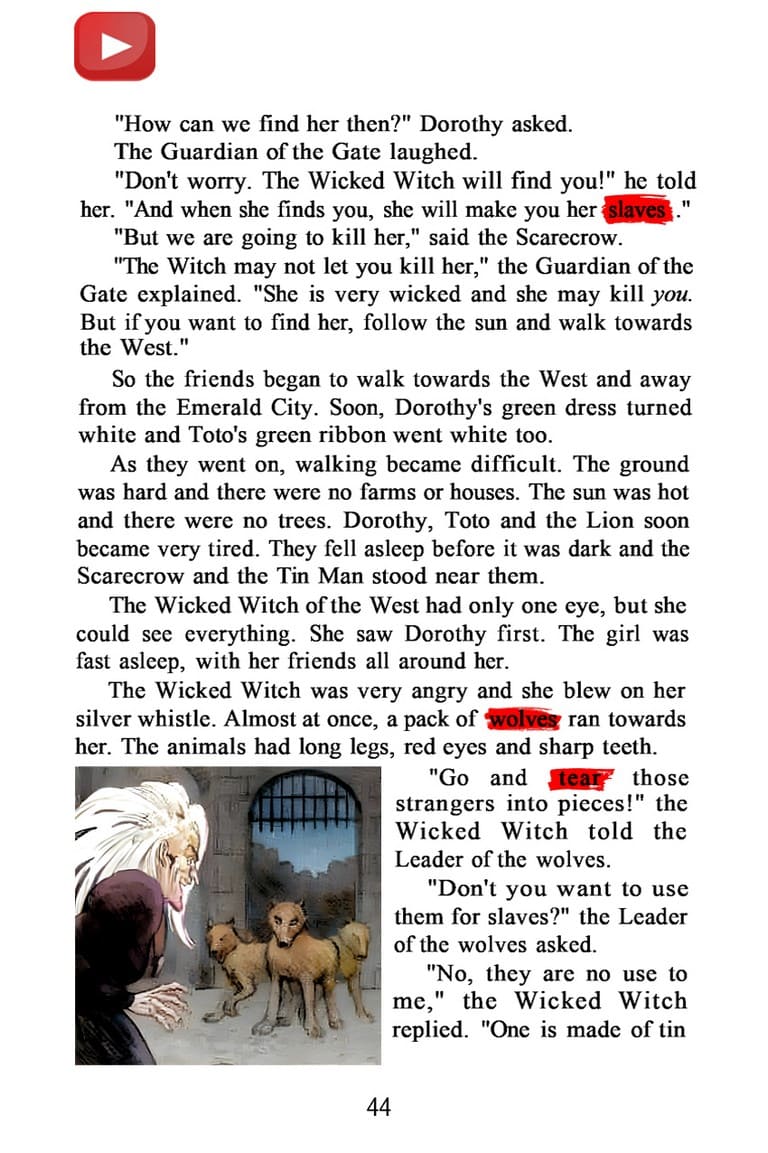 "How can we find her then?" Dorothy asked.
The Guardian of the Gate laughed.
"Don't worry. The Wicked Witch will find you!" he told
her. "And when she finds you, she will make you her slaves."
"But we are going to kill her," said the Scarecrow.
"The Witch may not let you kill her," the Guardian of the
Gate explained. "She is very wicked and she may kill you.
But if you want to find her, follow the sun and walk towards
the West."
So the friends began to walk towards the West and away
from the Emerald City. Soon, Dorothy's green dress turned
white and Toto's green ribbon went white too.
As they went on, walking became difficult. The ground
was hard and there were no farms or houses. The sun was hot
and there were no trees. Dorothy, Toto and the Lion soon
became very tired. They fell asleep before it was dark and the
Scarecrow and the Tin Man stood near them.
The Wicked Witch of the West had only one eye, but she
could see everything. She saw Dorothy first. The girl was
fast asleep, with her friends all around her.
The Wicked Witch was very angry and she blew on her
silver whistle. Almost at once, a pack of wolves ran towards
her. The animals had long legs, red eyes and sharp teeth.
"Go and tear those
strangers into pieces!" the
Wicked Witch told the
Leader of the wolves.
"Don't you want to use
them for slaves?" the Leader
of the wolves asked.
"No, they are no use to
me," the Wicked Witch
replied. "One is made of tin
44